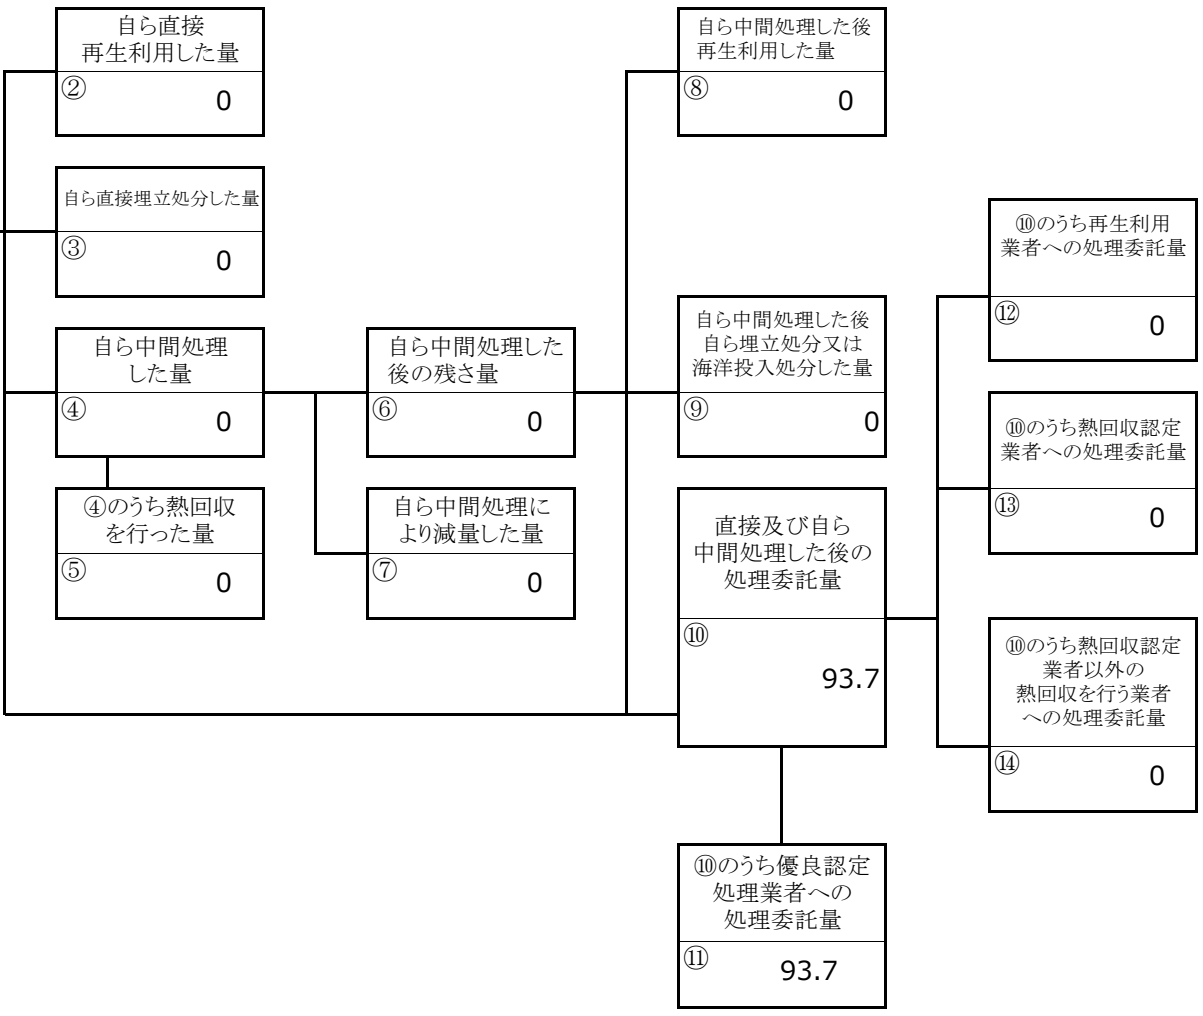 自ら直接
再生利用した量
②
0
自ら直接埋立処分した量
③
0
自ら中間処理
した量
④
0
④のうち熱回収
を行った量
⑤
0
自ら中間処理した
後の残さ量
⑥
0
自ら中間処理に
より減量した量
⑦
0
自ら中間処理した後
再生利用した量
⑧
0
自ら中間処理した後
自ら埋立処分又は
海洋投入処分した量
⑨
0
直接及び自ら
中間処理した後の
処理委託量
⑩
93.7
⑩のうち優良認定
処理業者への
処理委託量
⑪
93.7
⑩のうち再生利用
業者への処理委託量
⑫
0
⑩のうち熱回収認定
業者への処理委託量
⑬
0
⑩のうち熱回収認定
業者以外の
熱回収を行う業者
への処理委託量
⑭
0